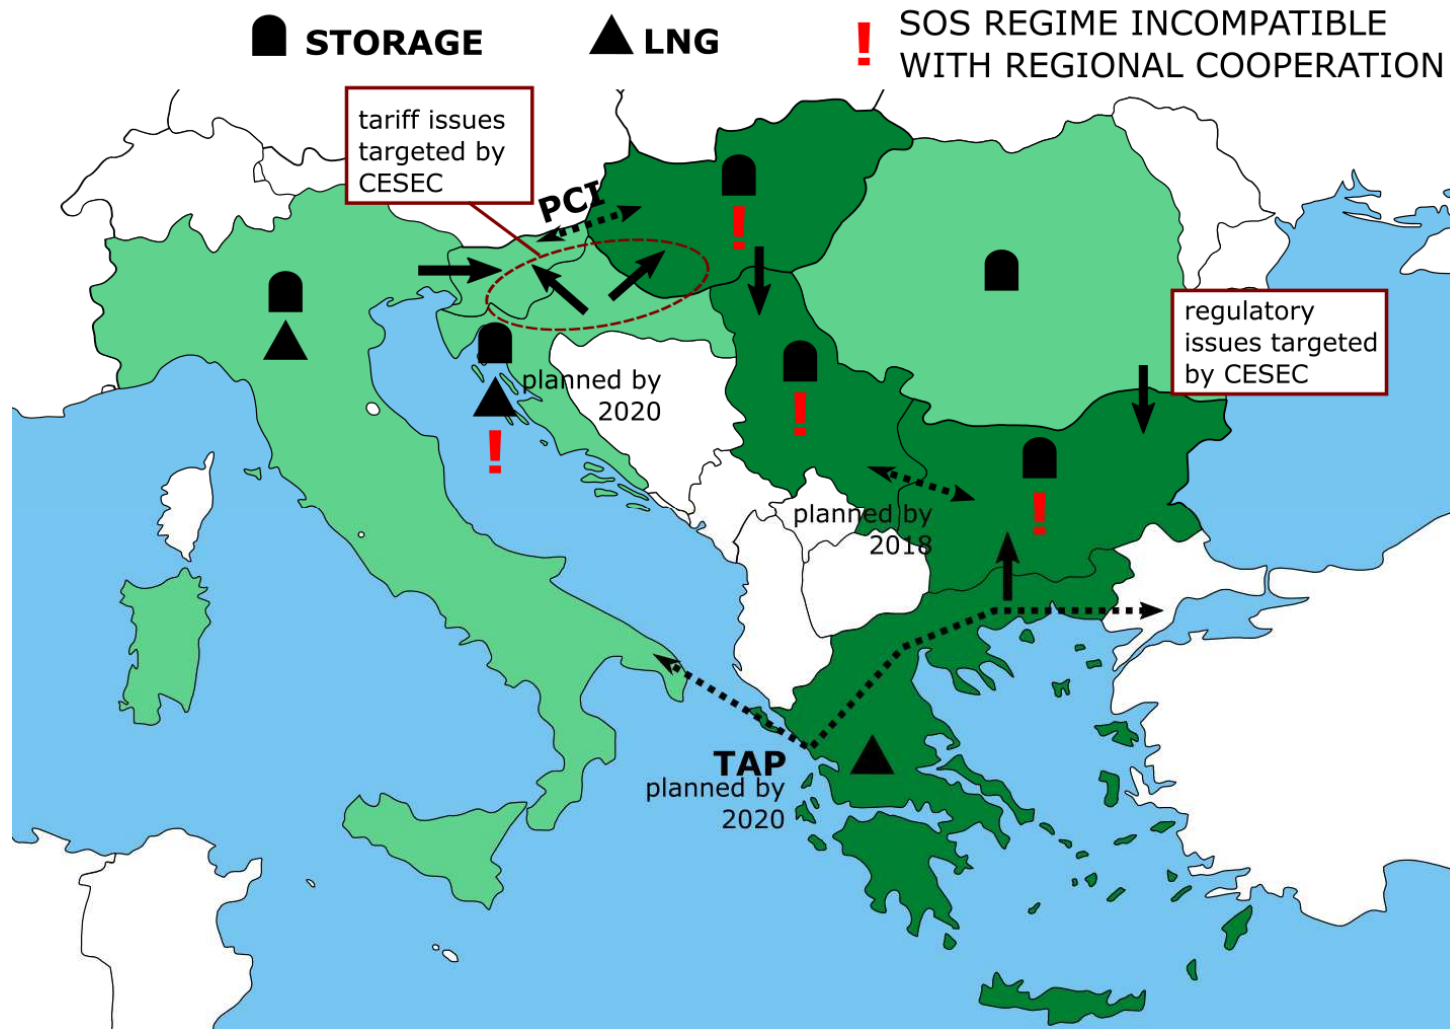 STORAGE
LNG
SOS REGIME INCOMPATIBLE
WITH REGIONAL COOPERATION
tariff issues
targeted by
CESEC
PCI
regulatory
issues targeted
by CESEC
planned by
2020
planned by
2018
TAP
planned by
2020